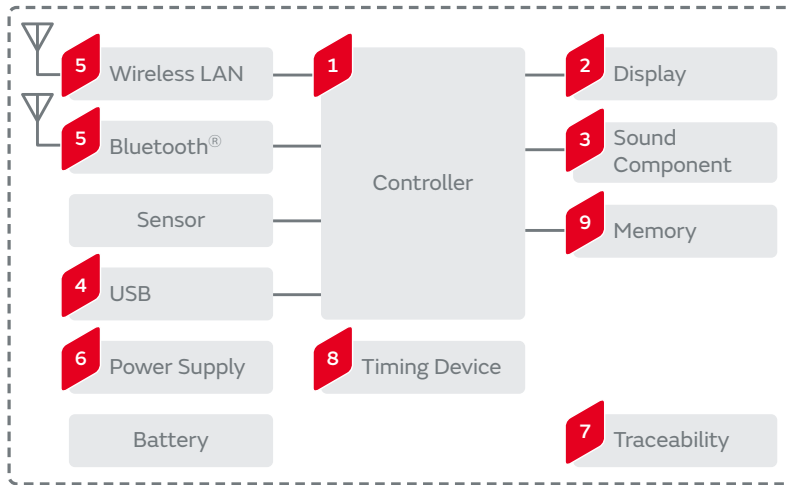 5 Wireless LAN
1
2 Display
5 Bluetooth®
3 Sound
Component
Controller
Sensor
9 Memory
4 USB
6 Power Supply
8 Timing Device
Battery
7 Traceability